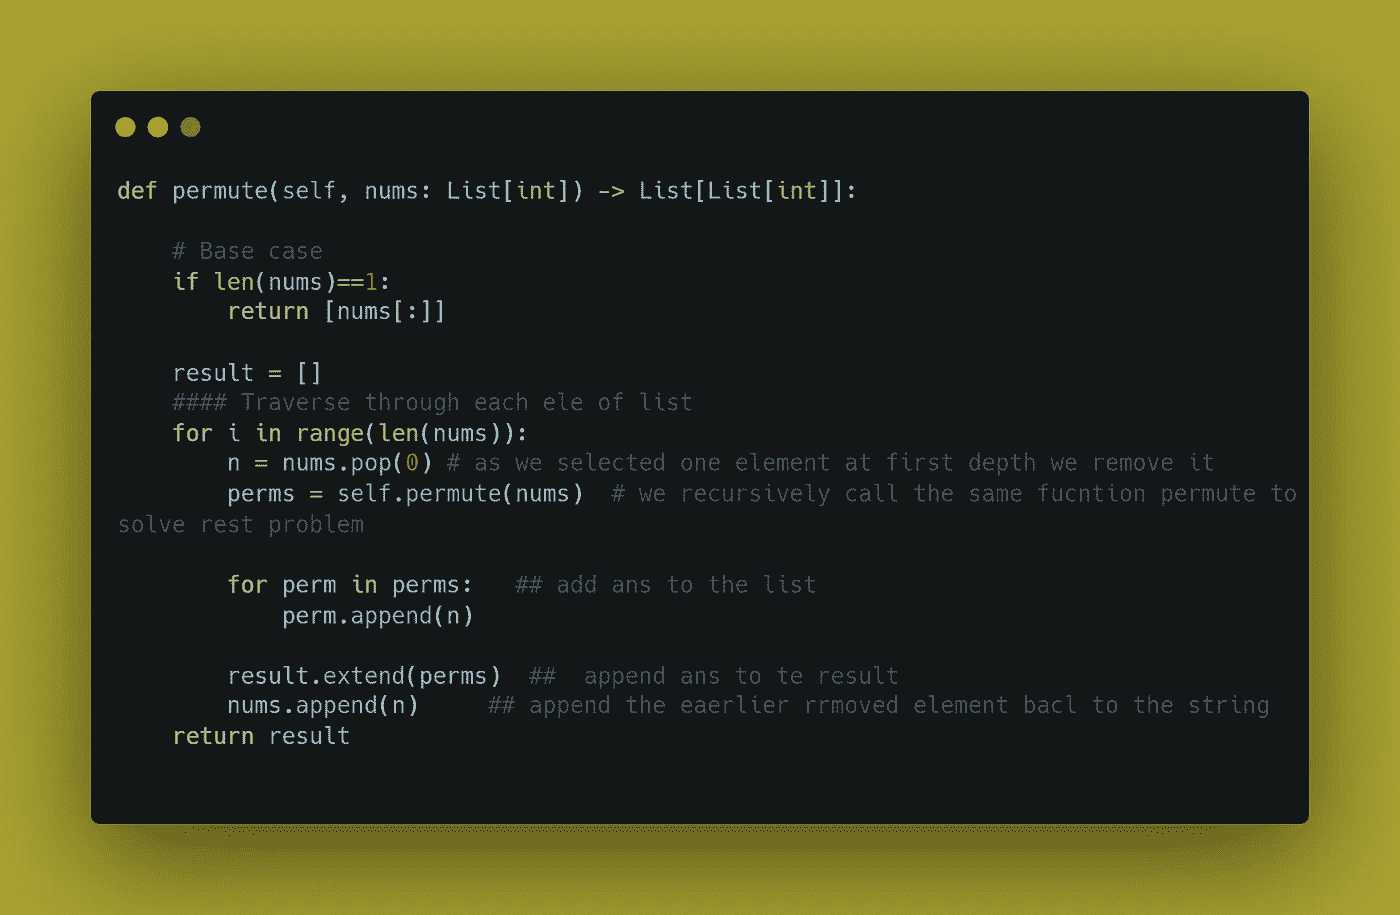 def permute(self, nums: List[int]) -> List[List[int]]:
    # Base case
    if len(nums)==1:
        return [nums[:]]
    result = []
    #### Traverse through each ele of list
    for i in range(len(nums)):
        n = nums.pop(0) # as we selected one element at first depth we remove it
        perms = self.permute(nums)  # we recursively call the same fucntion permute to
solve rest problem
        for perm in perms:   ## add ans to the list
            perm.append(n)
        result.extend(perms)  ##  append ans to te result
        nums.append(n)     ## append the eaerlier rrmoved element bacl to the string
    return result